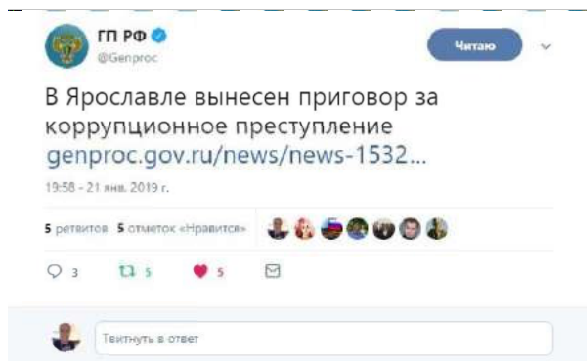 ГП РФ
@Genproc
Читаю
В Ярославле вынесен приговор за
коррупционное преступление
genproc.gov.ru/news/news-1532...
19:58 - 21 янв. 2019 г.
5 ретвитов 5 отметок «Нравится»
3 5 5
Твитнуть в ответ